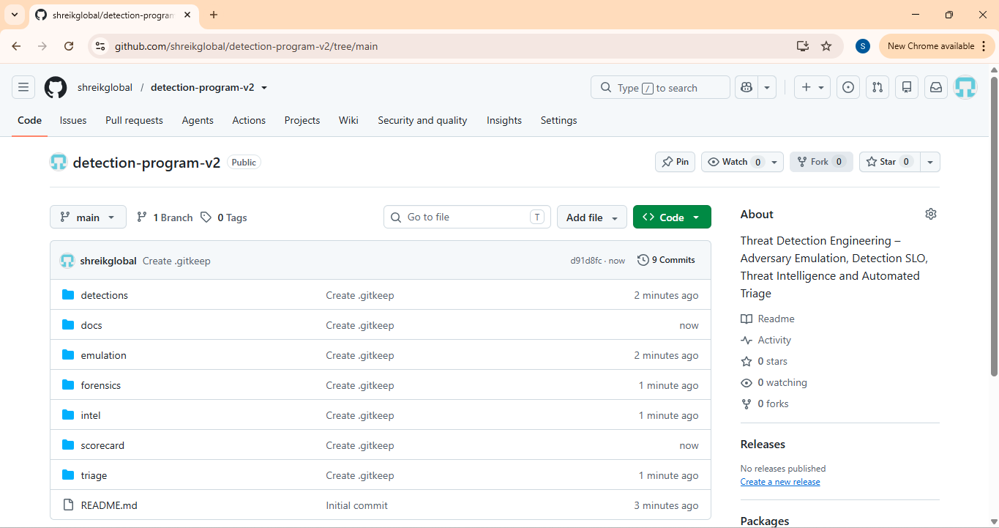 shreikglobal/detection-program
github.com/shreikglobal/detection-program-v2/tree/main
S
New Chrome available
shreikglobal / detection-program-v2
Type / to search
Code Issues Pull requests Agents Actions Projects Wiki Security and quality Insights Settings
detection-program-v2 Public
Pin Watch 0 Fork 0 Star 0
main 1 Branch 0 Tags
Go to file T
Add file
Code
shreikglobal Create .gitkeep d91d8fc · now 9 Commits
detections Create .gitkeep 2 minutes ago
docs Create .gitkeep now
emulation Create .gitkeep 2 minutes ago
forensics Create .gitkeep 1 minute ago
intel Create .gitkeep 1 minute ago
scorecard Create .gitkeep now
triage Create .gitkeep 1 minute ago
README.md Initial commit 3 minutes ago
About
Threat Detection Engineering –
Adversary Emulation, Detection SLO,
Threat Intelligence and Automated
Triage
Readme
Activity
0 stars
0 watching
0 forks
Releases
No releases published
Create a new release
Packages